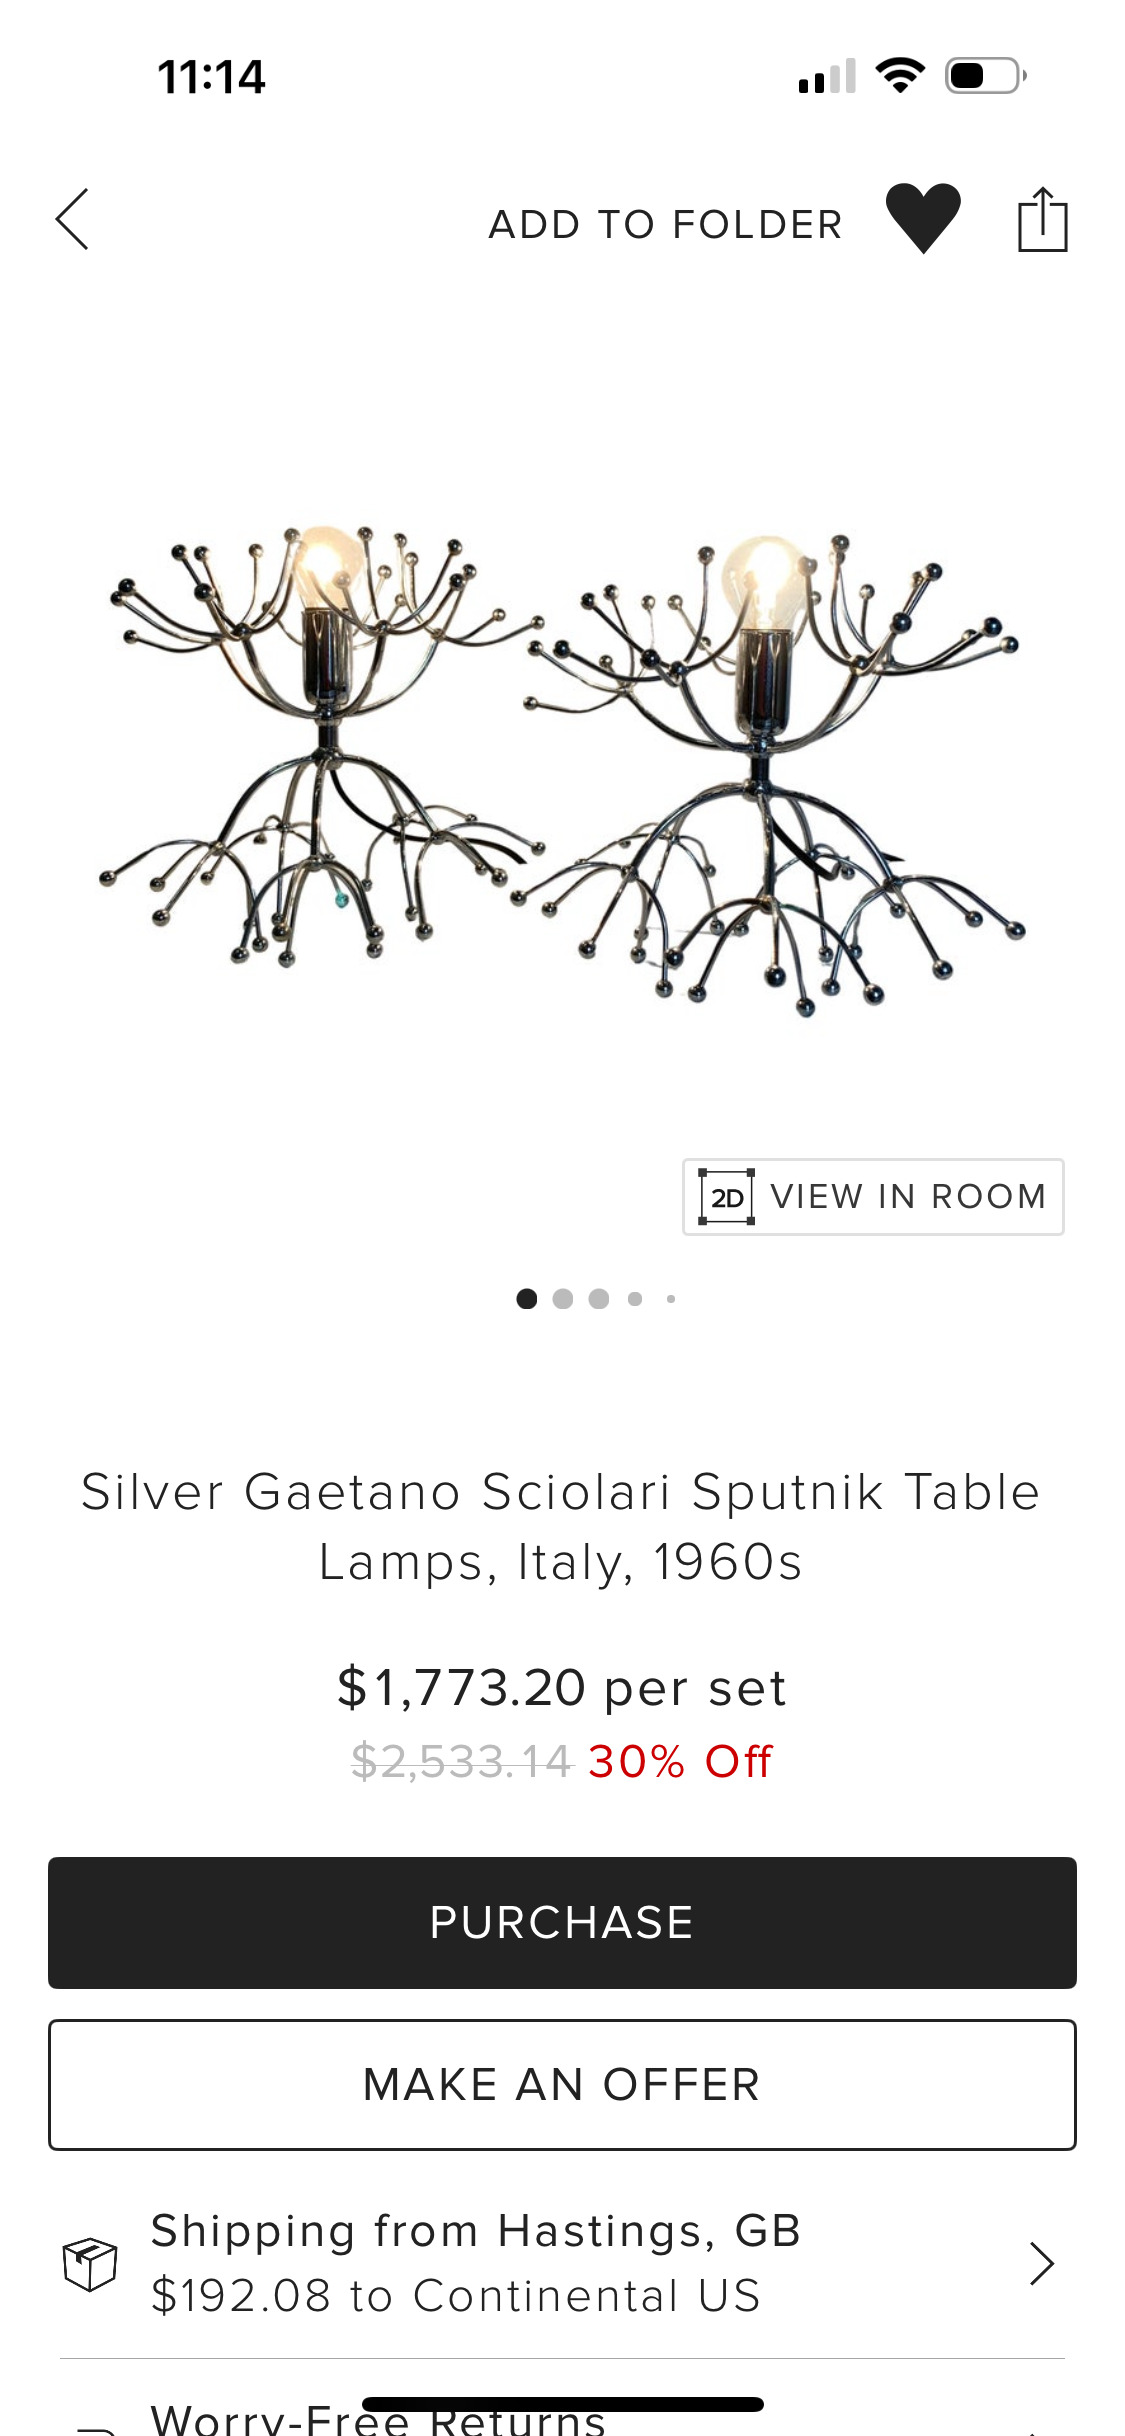 11:14
ADD TO FOLDER
2D VIEW IN ROOM
Silver Gaetano Sciolari Sputnik Table
Lamps, Italy, 1960s
$1,773.20 per set
$2,533.14 30% Off
PURCHASE
MAKE AN OFFER
Shipping from Hastings, GB
$192.08 to Continental US
Worry-Free Returns